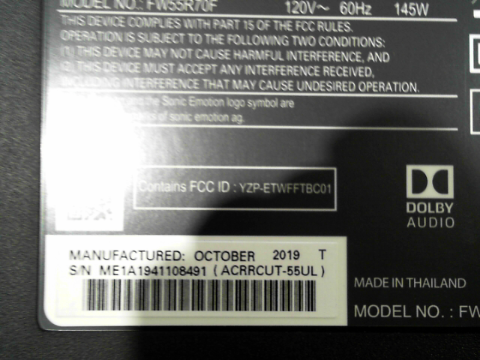 MODEL NO.: FW55R70F 120V~ 60Hz 145W
THIS DEVICE COMPLIES WITH PART 15 OF THE FCC RULES.
OPERATION IS SUBJECT TO THE FOLLOWING TWO CONDITIONS:
(1) THIS DEVICE MAY NOT CAUSE HARMFUL INTERFERENCE, AND
(2) THIS DEVICE MUST ACCEPT ANY INTERFERENCE RECEIVED,
INCLUDING INTERFERENCE THAT MAY CAUSE UNDESIRED OPERATION.
and the Sonic Emotion logo symbol are
of sonic emotion ag.
Contains FCC ID : YZP-ETWFFTBC01
DOLBY
AUDIO
MANUFACTURED: OCTOBER 2019 T
S/N ME1A1941108491 (ACRRCUT-55UL)
MADE IN THAILAND
MODEL NO. : FW